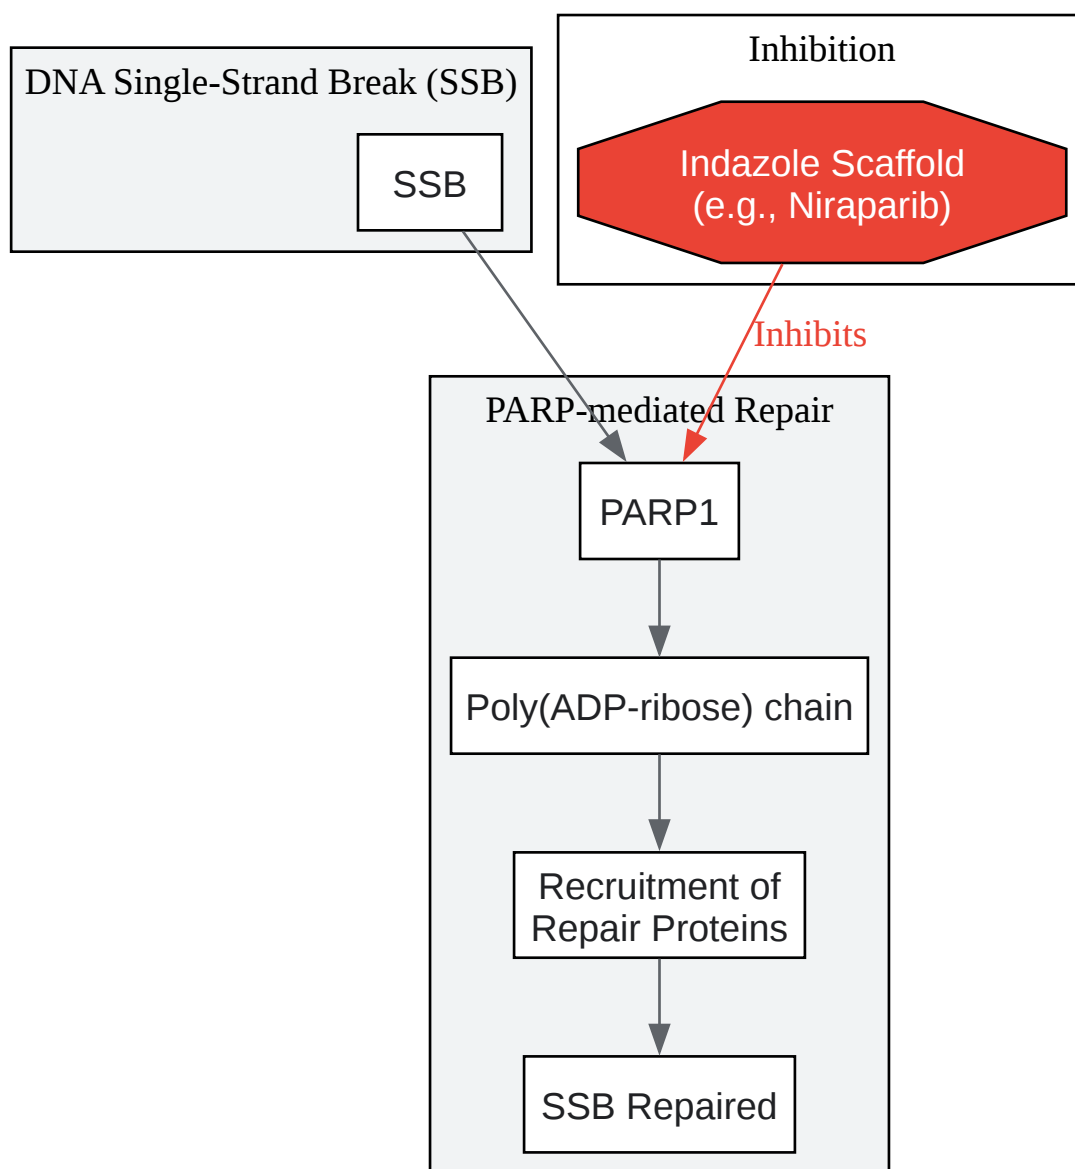 DNA Single-Strand Break (SSB)
SSB
Inhibition
Indazole Scaffold
(e.g., Niraparib)
Inhibits
PARP-mediated Repair
PARP1
Poly(ADP-ribose) chain
Recruitment of
Repair Proteins
SSB Repaired